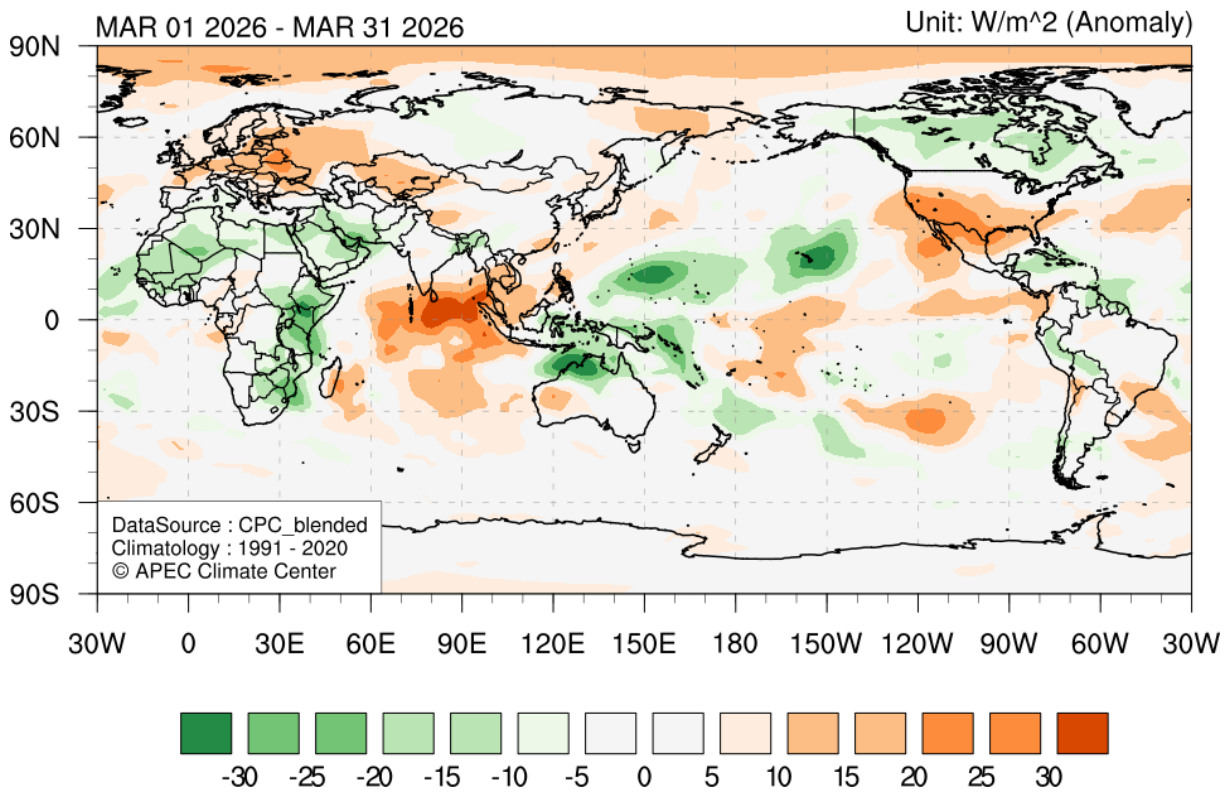 MAR 01 2026 - MAR 31 2026 Unit: W/m^2 (Anomaly)
90N
60N
30N
0
30S
60S
90S
DataSource : CPC_blended
Climatology : 1991 - 2020
© APEC Climate Center
30W 0 30E 60E 90E 120E 150E 180 150W 120W 90W 60W 30W
-30 -25 -20 -15 -10 -5 0 5 10 15 20 25 30